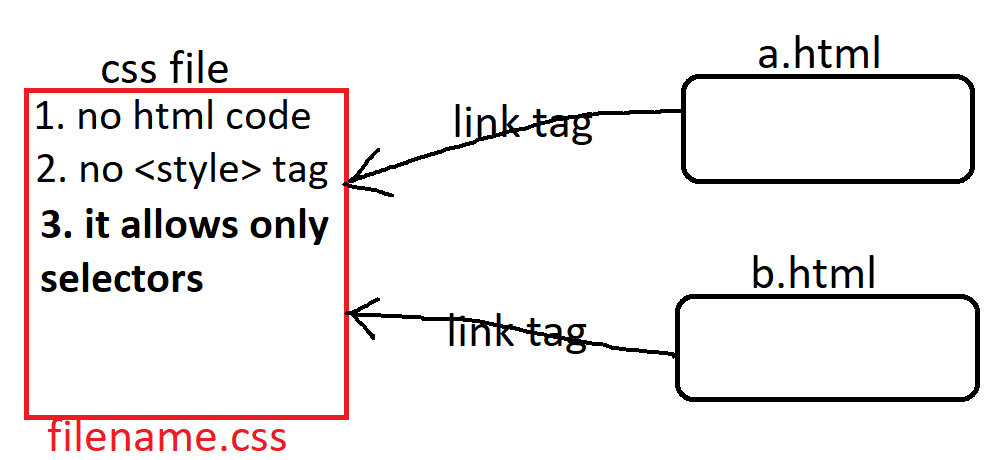 css file
1. no html code
2. no <style> tag
3. it allows only
selectors
filename.css
link tag
a.html
link tag
b.html